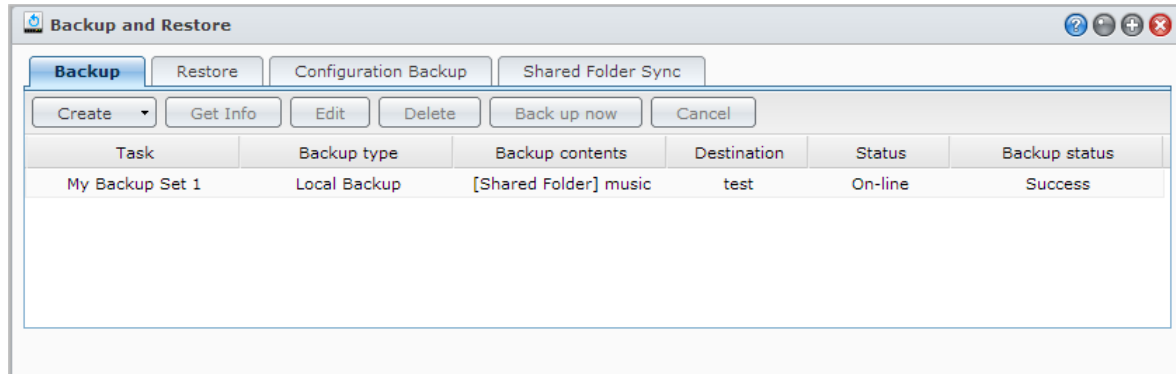 Backup and Restore
Backup Restore Configuration Backup Shared Folder Sync
Create Get Info Edit Delete Back up now Cancel
Task Backup type Backup contents Destination Status Backup status
My Backup Set 1 Local Backup [Shared Folder] music test On-line Success